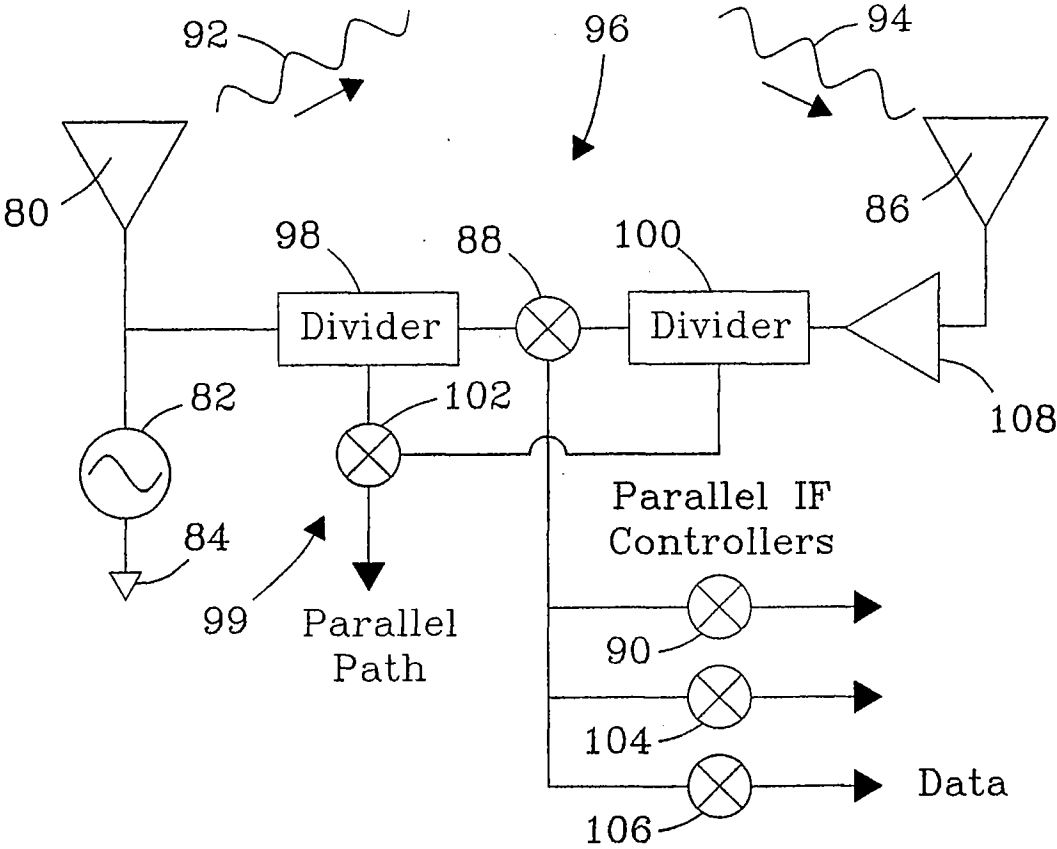 92
96
94
80
86
98
88
100
Divider
Divider
82
102
108
Parallel IF
Controllers
84
99
Parallel
Path
90
104
106
Data